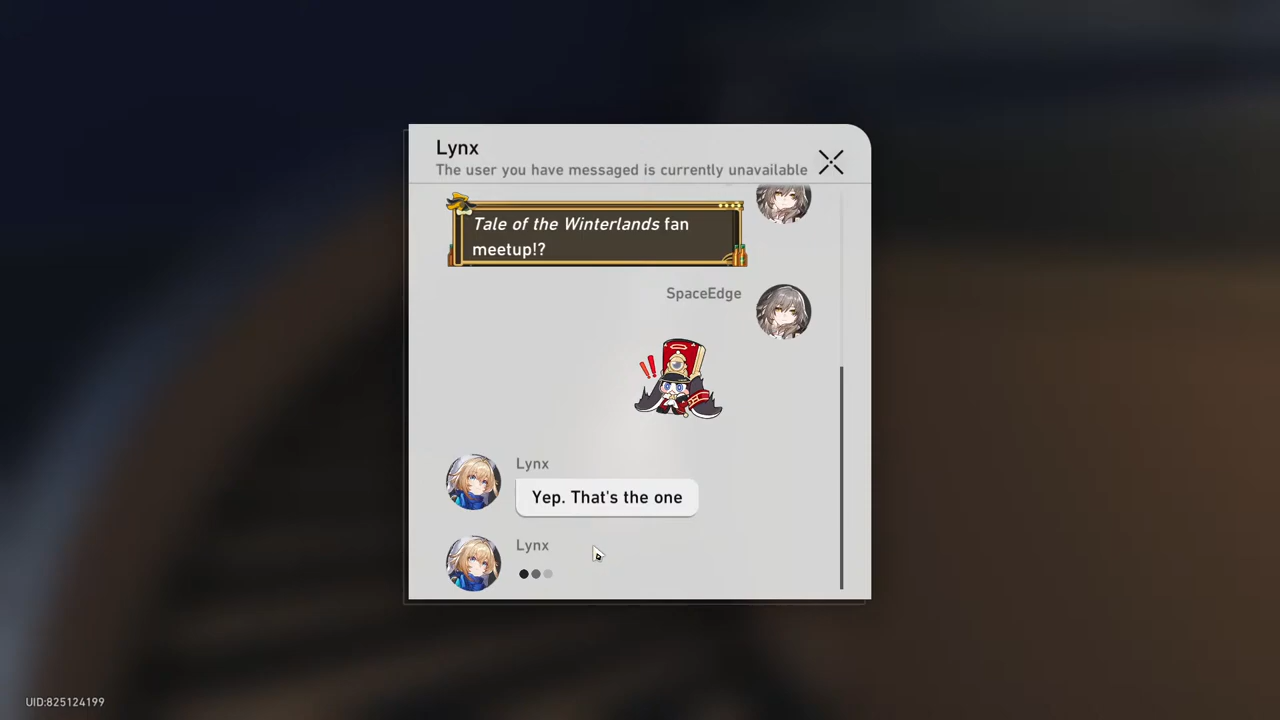 Lynx
The user you have messaged is currently unavailable
Tale of the Winterlands fan
meetup!?
SpaceEdge
!!
Lynx
Yep. That's the one
Lynx
UID:825124199